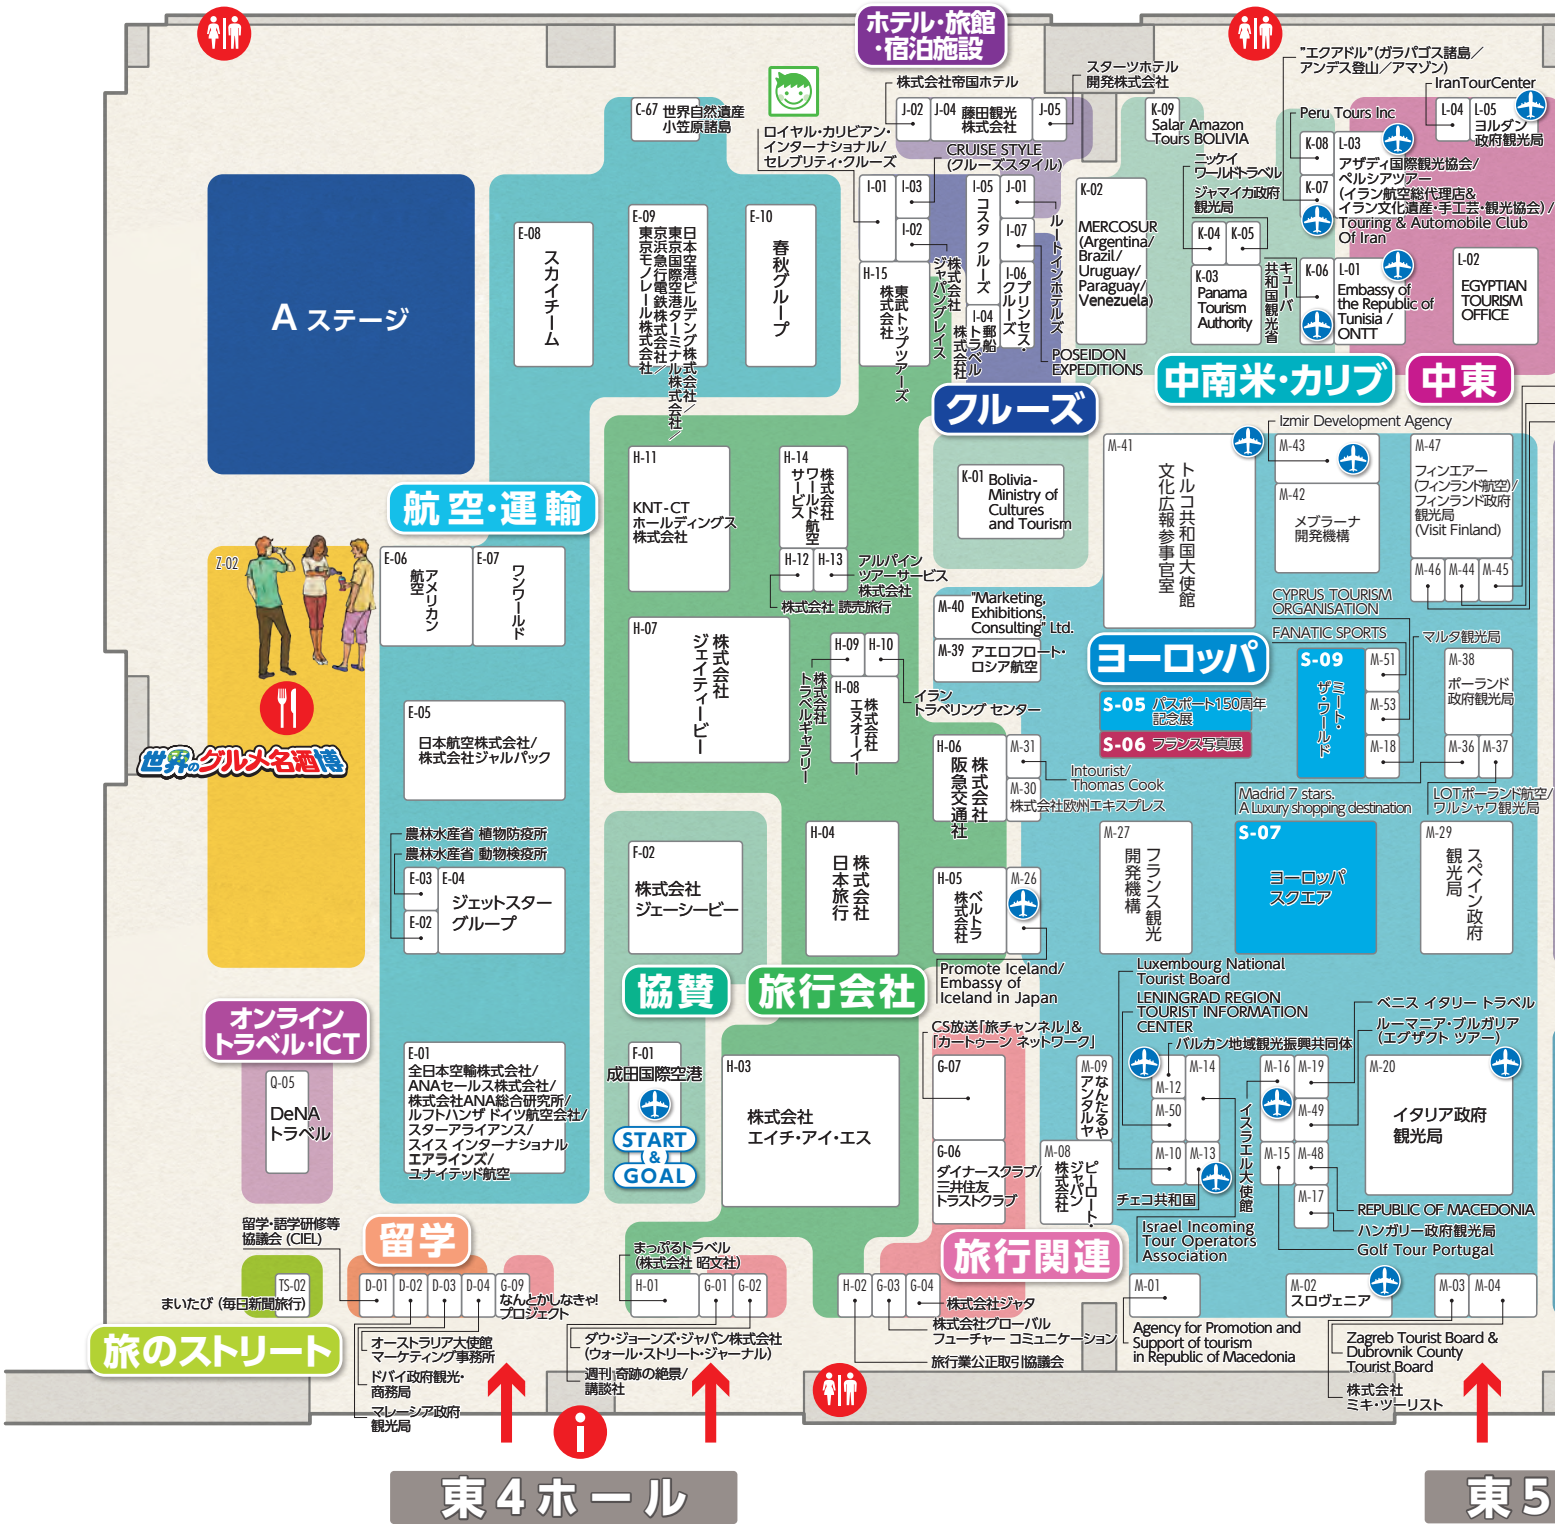 ホテル・旅館
・宿泊施設
株式会社帝国ホテル
スターツホテル
開発株式会社
J-02
J-04
藤田観光
株式会社
J-05
C-67
世界自然遺産
小笠原諸島
ロイヤル・カリビアン・
インターナショナル/
セレブリティ・クルーズ
CRUISE STYLE
(クルーズスタイル)
"エクアドル"(ガラパゴス諸島/
アンデス登山/アマゾン)
IranTourCenter
Peru Tours Inc
K-09
Salar Amazon
Tours BOLIVIA
ニッケイ
ワールドトラベル
ジャマイカ政府
観光局
L-04
L-05
ヨルダン
政府観光局
K-08
K-07
L-03
アザディ国際観光協会/
ペルシアツアー
(イラン航空総代理店&
イラン文化遺産・手工芸・観光協会)/
Touring & Automobile Club
Of Iran
A ステージ
E-08
スカイチーム
E-09
日本空港ビルデング株式会社/
東京国際空港ターミナル株式会社/
京浜急行電鉄株式会社/
東京モノレール株式会社
E-10
春秋グループ
I-01
I-03
I-02
株式会社
ジャパングレイス
H-15
東武トップツアーズ
株式会社
I-05
コスタ クルーズ
J-01
ルートインホテルズ
I-07
I-06
プリンセス・
クルーズ
I-04
郵船
トラベル
株式会社
POSEIDON
EXPEDITIONS
K-02
MERCOSUR
(Argentina/
Brazil/
Uruguay/
Paraguay/
Venezuela)
K-04
K-05
K-03
Panama
Tourism
Authority
キューバ
共和国観光省
K-06
L-01
Embassy of
the Republic of
Tunisia /
ONTT
L-02
EGYPTIAN
TOURISM
OFFICE
クルーズ
中南米・カリブ
中東
航空・運輸
H-11
KNT-CT
ホールディングス
株式会社
H-14
株式会社
ワールド航空
サービス
H-12
H-13
アルパイン
ツアーサービス
株式会社
株式会社 読売旅行
K-01
Bolivia-
Ministry of
Cultures
and Tourism
M-41
トルコ共和国大使館
文化広報参事官室
Izmir Development Agency
M-43
M-42
メブラーナ
開発機構
M-47
フィンエアー
(フィンランド航空)/
フィンランド政府
観光局
(Visit Finland)
M-46
M-44
M-45
Z-02
世界のグルメ名酒博
E-06
アメリカン
航空
E-07
ワンワールド
H-07
株式会社
ジェイティービー
H-09
H-10
株式会社
トラベルギャラリー
H-08
株式会社
エヌオーイー
イラン
トラベリング センター
M-40
"Marketing,
Exhibitions,
Consulting" Ltd.
M-39
アエロフロート・
ロシア航空
ヨーロッパ
CYPRUS TOURISM
ORGANISATION
FANATIC SPORTS
マルタ観光局
S-05
パスポート150周年
記念展
S-06
フランス写真展
S-09
ミート・
ザ・ワールド
M-51
M-53
M-18
M-38
ポーランド
政府観光局
M-36
M-37
Madrid 7 stars.
A Luxury shopping destination
LOTポーランド航空/
ワルシャワ観光局
E-05
日本航空株式会社/
株式会社ジャルパック
H-06
株式会社
阪急交通社
M-31
Intourist/
Thomas Cook
M-30
株式会社欧州エキスプレス
農林水産省 植物防疫所
農林水産省 動物検疫所
E-03
E-02
E-04
ジェットスター
グループ
F-02
株式会社
ジェーシービー
H-04
株式会社
日本旅行
H-05
ベルトラ
株式会社
M-26
M-27
フランス観光
開発機構
S-07
ヨーロッパ
スクエア
M-29
スペイン政府
観光局
協賛
旅行会社
Promote Iceland/
Embassy of
Iceland in Japan
Luxembourg National
Tourist Board
LENINGRAD REGION
TOURIST INFORMATION
CENTER
バルカン地域観光振興共同体
ベニス イタリー トラベル
ルーマニア・ブルガリア
(エグザクト ツアー)
オンライン
トラベル・ICT
Q-05
DeNA
トラベル
E-01
全日本空輸株式会社/
ANAセールス株式会社/
株式会社ANA総合研究所/
ルフトハンザ ドイツ航空会社/
スターアライアンス/
スイス インターナショナル
エアラインズ/
ユナイテッド航空
F-01
成田国際空港
START
&
GOAL
H-03
株式会社
エイチ・アイ・エス
CS放送「旅チャンネル」&
「カートゥーン ネットワーク」
G-07
G-06
ダイナースクラブ/
三井住友
トラストクラブ
M-09
なんたるや
アンダルヤ
M-08
ピーロート・
ジャパン
株式会社
M-12
M-14
M-50
M-10
M-13
チェコ共和国
イスラエル大使館
Israel Incoming
Tour Operators
Association
M-16
M-19
M-49
M-15
M-48
M-17
M-20
イタリア政府
観光局
REPUBLIC OF MACEDONIA
ハンガリー政府観光局
Golf Tour Portugal
旅行関連
留学・語学研修等
協議会 (CIEL)
留学
まっぷるトラベル
(株式会社 昭文社)
TS-02
まいたび (毎日新聞旅行)
D-01
D-02
D-03
D-04
G-09
なんとかしなきゃ!
プロジェクト
H-01
G-01
G-02
H-02
G-03
G-04
株式会社ジャタ
株式会社グローバル
フューチャー コミュニケーション
旅行業公正取引協議会
M-01
Agency for Promotion and
Support of tourism
in Republic of Macedonia
M-02
スロヴェニア
M-03
M-04
Zagreb Tourist Board &
Dubrovnik County
Tourist Board
株式会社
ミキ・ツーリスト
旅のストリート
オーストラリア大使館
マーケティング事務所
ドバイ政府観光・
商務局
マレーシア政府
観光局
ダウ・ジョーンズ・ジャパン株式会社
(ウォール・ストリート・ジャーナル)
週刊 奇跡の絶景/
講談社
i
東4ホール
東5